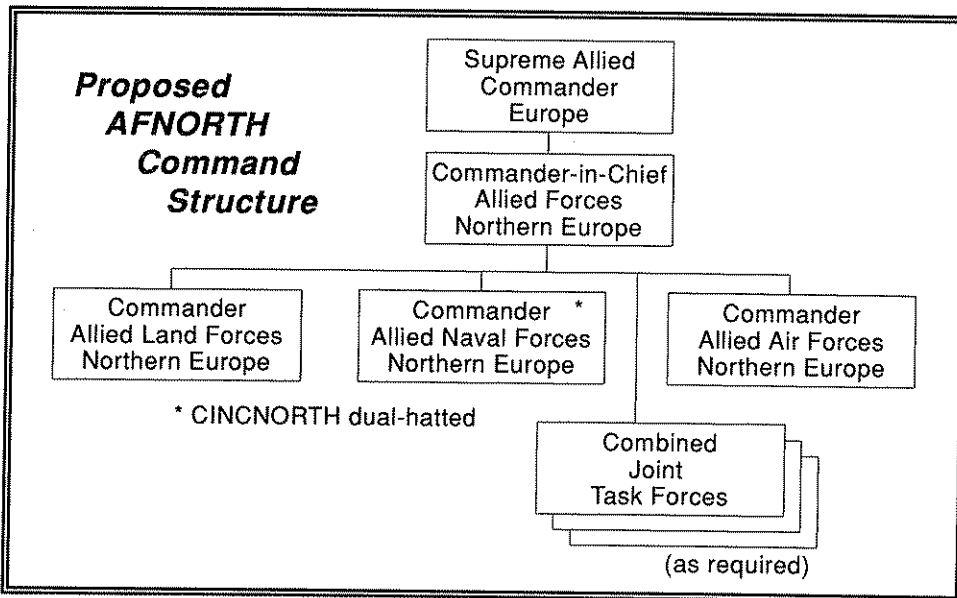 Proposed
AFNORTH
Command
Structure
Supreme Allied
Commander
Europe
Commander-in-Chief
Allied Forces
Northern Europe
Commander
Allied Land Forces
Northern Europe
Commander *
Allied Naval Forces
Northern Europe
Commander
Allied Air Forces
Northern Europe
* CINCNORTH dual-hatted
Combined
Joint
Task Forces
(as required)